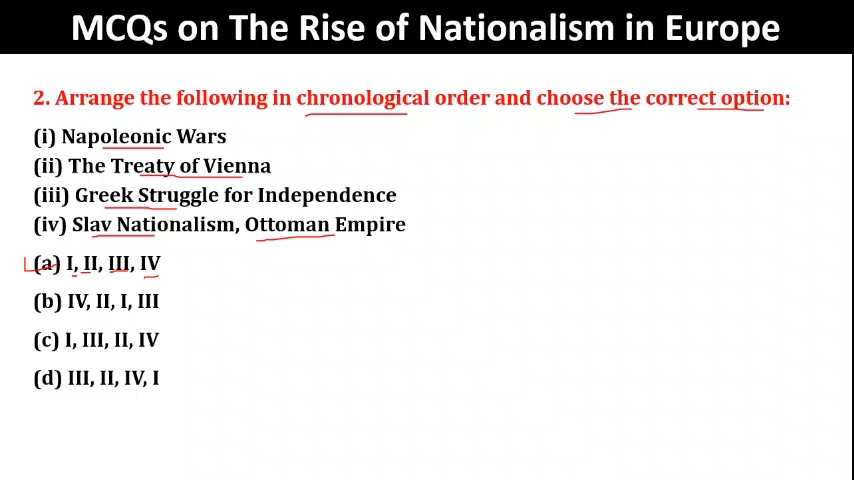 MCQs on The Rise of Nationalism in Europe
2. Arrange the following in chronological order and choose the correct option:
(i) Napoleonic Wars
(ii) The Treaty of Vienna
(iii) Greek Struggle for Independence
(iv) Slav Nationalism, Ottoman Empire
(a) I, II, III, IV
(b) IV, II, I, III
(c) I, III, II, IV
(d) III, II, IV, I